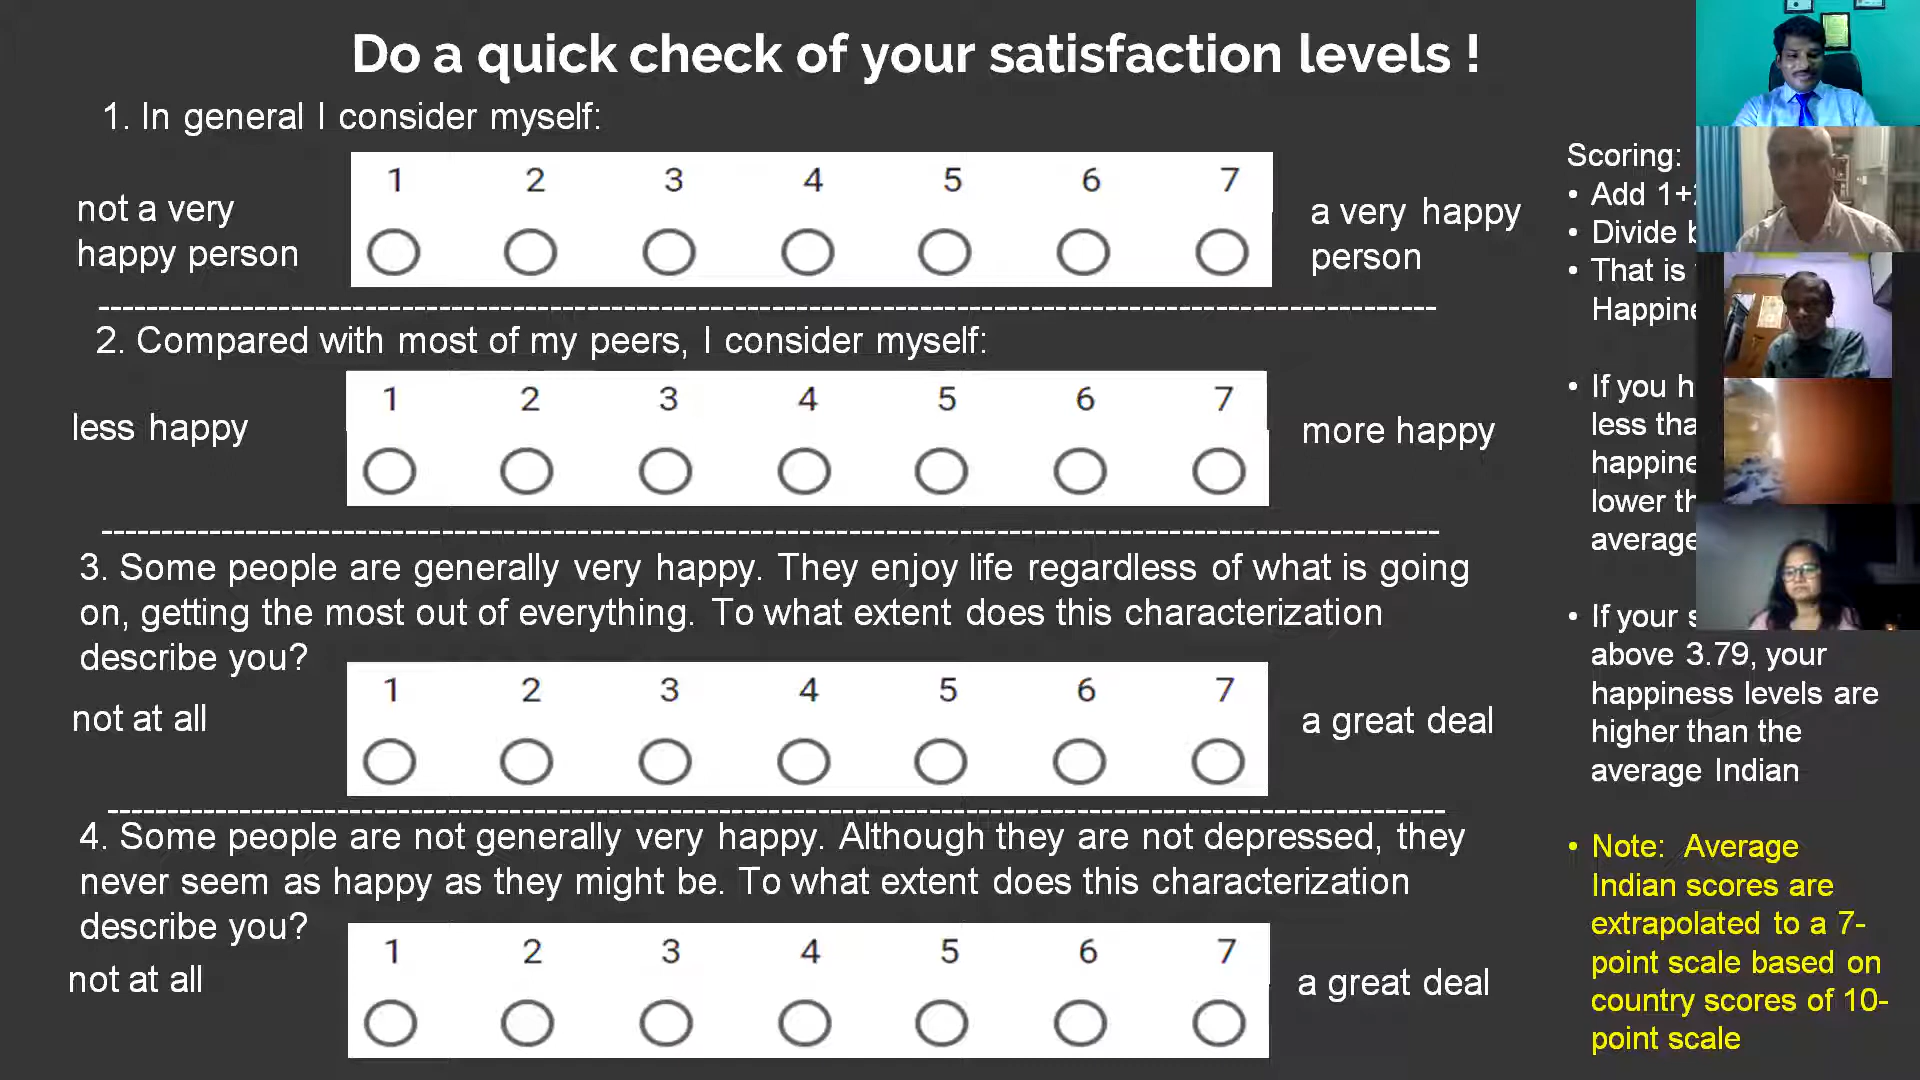 Do a quick check of your satisfaction levels !
1. In general I consider myself:
not a very
happy person
1 2 3 4 5 6 7
a very happy
person
2. Compared with most of my peers, I consider myself:
less happy
1 2 3 4 5 6 7
more happy
3. Some people are generally very happy. They enjoy life regardless of what is going
on, getting the most out of everything. To what extent does this characterization
describe you?
not at all
1 2 3 4 5 6 7
a great deal
4. Some people are not generally very happy. Although they are not depressed, they
never seem as happy as they might be. To what extent does this characterization
describe you?
not at all
1 2 3 4 5 6 7
a great deal
Scoring:
• Add 1+
• Divide
• That is
• If you
less
lower
average
• If your
above 3.79, your
happiness levels are
higher than the
average Indian
• Note: Average
Indian scores are
extrapolated to a 7-
point scale based on
country scores of 10-
point scale